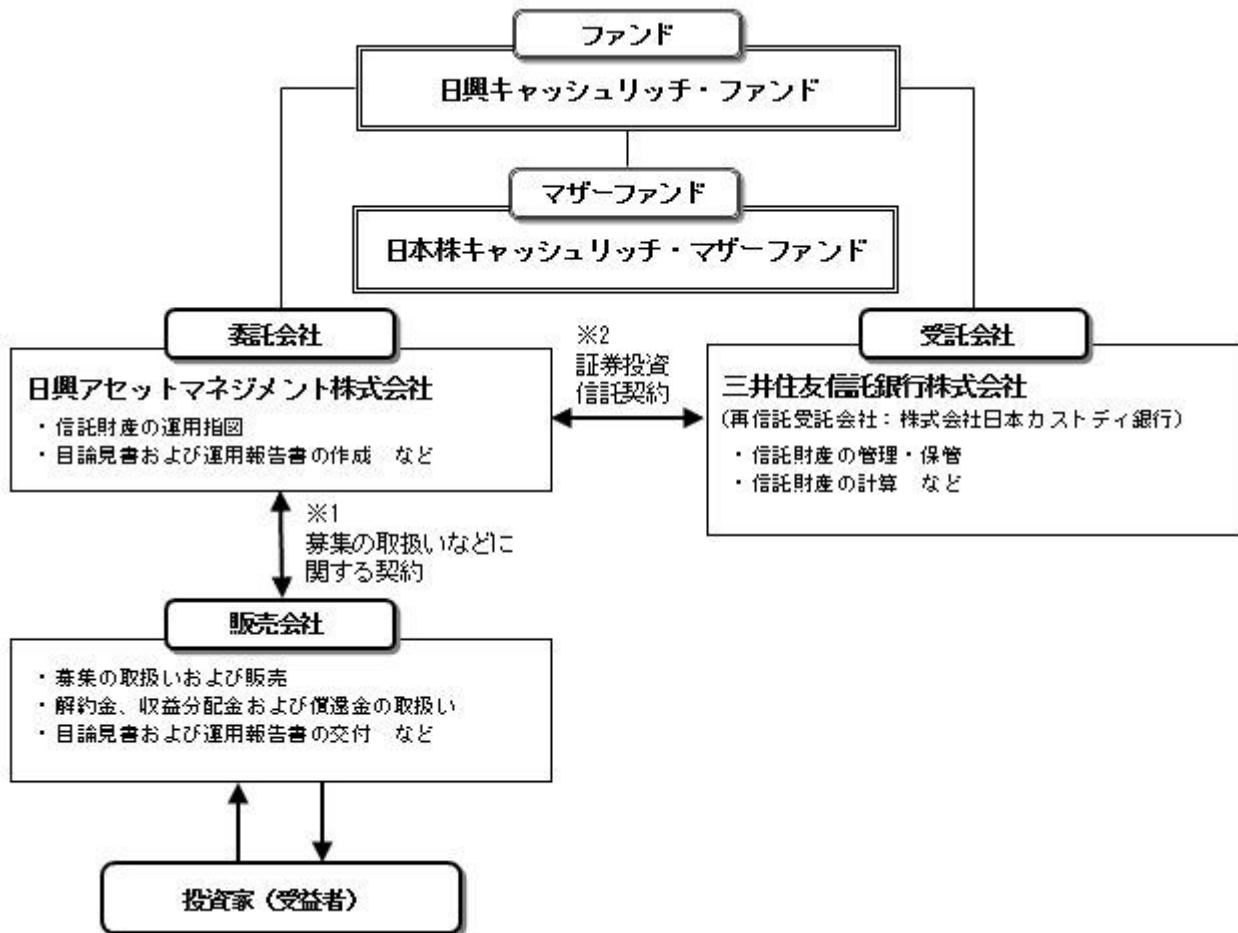 ファンド
日興キャッシュリッチ・ファンド
マザーファンド
日本株キャッシュリッチ・マザーファンド
委託会社
日興アセットマネジメント株式会社
・信託財産の運用指図
・目論見書および運用報告書の作成 など
※2
証券投資
信託契約
受託会社
三井住友信託銀行株式会社
(再信託受託会社：株式会社日本カストディ銀行)
・信託財産の管理・保管
・信託財産の計算 など
※1
募集の取扱いなどに
関する契約
販売会社
・募集の取扱いおよび販売
・解約金、収益分配金および償還金の取扱い
・目論見書および運用報告書の交付 など
投資家（受益者）